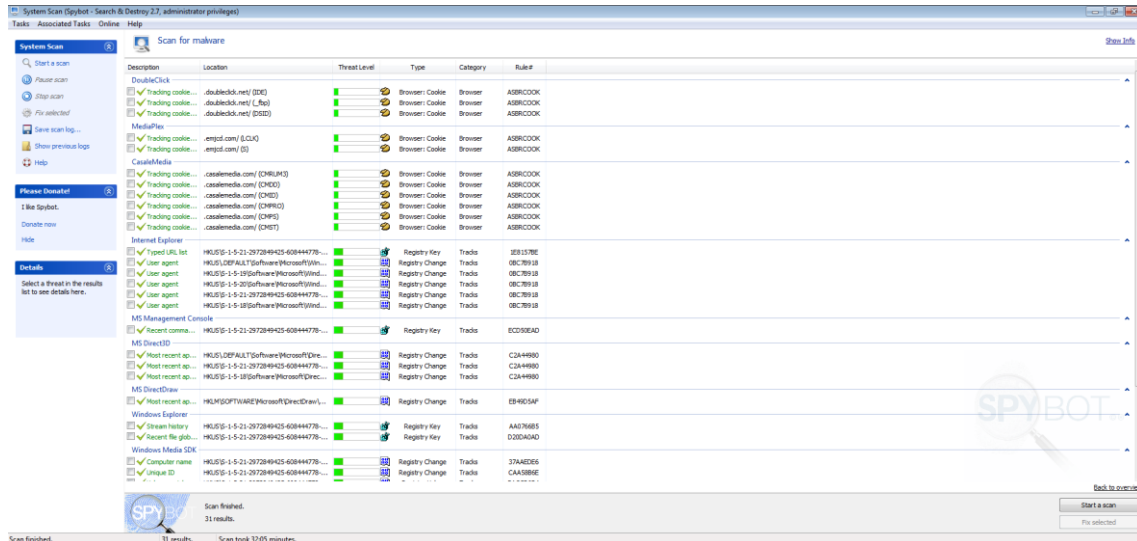 System Scan (Spybot - Search & Destroy 2.7, administrator privileges)
Tasks Associated Tasks Online Help
System Scan
Start a scan
Pause scan
Stop scan
Fix selected
Save scan log...
Show previous logs
Help
Please Donate!
I like Spybot.
Donate now
Hide
Details
Select a threat in the results
list to see details here.
Scan for malware
Show Info
Description Location Threat Level Type Category Rule#
DoubleClick
Tracking cookie... .doubleclick.net/ (IDE) Browser: Cookie Browser ASBRCOOK
Tracking cookie... .doubleclick.net/ (_fbp) Browser: Cookie Browser ASBRCOOK
Tracking cookie... .doubleclick.net/ (DSID) Browser: Cookie Browser ASBRCOOK
MediaPlex
Tracking cookie... .emjcd.com/ (LCLK) Browser: Cookie Browser ASBRCOOK
Tracking cookie... .emjcd.com/ (S) Browser: Cookie Browser ASBRCOOK
CasaleMedia
Tracking cookie... .casalemedia.com/ (CMRUM3) Browser: Cookie Browser ASBRCOOK
Tracking cookie... .casalemedia.com/ (CMDD) Browser: Cookie Browser ASBRCOOK
Tracking cookie... .casalemedia.com/ (CMID) Browser: Cookie Browser ASBRCOOK
Tracking cookie... .casalemedia.com/ (CMPRO) Browser: Cookie Browser ASBRCOOK
Tracking cookie... .casalemedia.com/ (CMPS) Browser: Cookie Browser ASBRCOOK
Tracking cookie... .casalemedia.com/ (CMST) Browser: Cookie Browser ASBRCOOK
Internet Explorer
Typed URL list HKUS\S-1-5-21-2972849425-608444778-... Registry Key Tracks 1E8157BE
User agent HKUS\.DEFAULT\Software\Microsoft\Win... Registry Change Tracks 0BC7B918
User agent HKUS\S-1-5-19\Software\Microsoft\Wind... Registry Change Tracks 0BC7B918
User agent HKUS\S-1-5-20\Software\Microsoft\Wind... Registry Change Tracks 0BC7B918
User agent HKUS\S-1-5-21-2972849425-608444778-... Registry Change Tracks 0BC7B918
User agent HKUS\S-1-5-18\Software\Microsoft\Wind... Registry Change Tracks 0BC7B918
MS Management Console
Recent comma... HKUS\S-1-5-21-2972849425-608444778-... Registry Key Tracks ECD50EAD
MS Direct3D
Most recent ap... HKUS\.DEFAULT\Software\Microsoft\Dire... Registry Change Tracks C2A44980
Most recent ap... HKUS\S-1-5-21-2972849425-608444778-... Registry Change Tracks C2A44980
Most recent ap... HKUS\S-1-5-18\Software\Microsoft\Direc... Registry Change Tracks C2A44980
MS DirectDraw
Most recent ap... HKLM\SOFTWARE\Microsoft\DirectDraw\... Registry Change Tracks EB49D5AF
Windows Explorer
Stream history HKUS\S-1-5-21-2972849425-608444778-... Registry Key Tracks AA0766B5
Recent file glob... HKUS\S-1-5-21-2972849425-608444778-... Registry Key Tracks D20DA0AD
Windows Media SDK
Computer name HKUS\S-1-5-21-2972849425-608444778-... Registry Change Tracks 37AAEDE6
Unique ID HKUS\S-1-5-21-2972849425-608444778-... Registry Change Tracks CAA58B6E
SPYBOT
Back to overvie
SPYBOT
Scan finished.
31 results.
Start a scan
Fix selected
Scan finished. 31 results. Scan took 32:05 minutes.